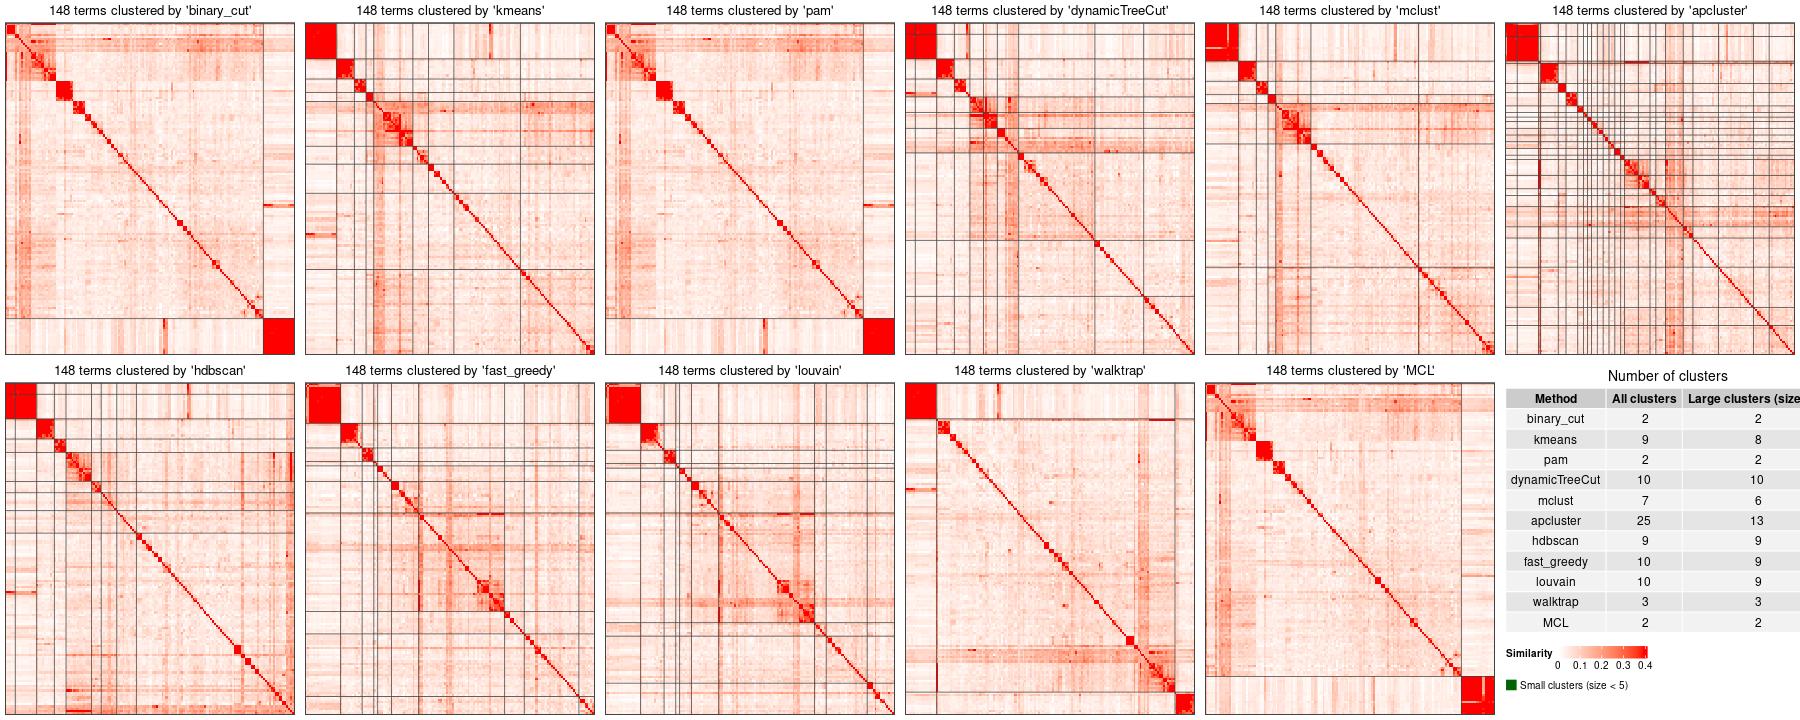 148 terms clustered by 'binary_cut'
148 terms clustered by 'kmeans'
148 terms clustered by 'pam'
148 terms clustered by 'dynamicTreeCut'
148 terms clustered by 'mclust'
148 terms clustered by 'apcluster'
148 terms clustered by 'hdbscan'
148 terms clustered by 'fast_greedy'
148 terms clustered by 'louvain'
148 terms clustered by 'walktrap'
148 terms clustered by 'MCL'
Number of clusters
Method All clusters Large clusters (size
binary_cut 2 2
kmeans 9 8
pam 2 2
dynamicTreeCut 10 10
mclust 7 6
apcluster 25 13
hdbscan 9 9
fast_greedy 10 9
louvain 10 9
walktrap 3 3
MCL 2 2
Similarity
0 0.1 0.2 0.3 0.4
Small clusters (size < 5)